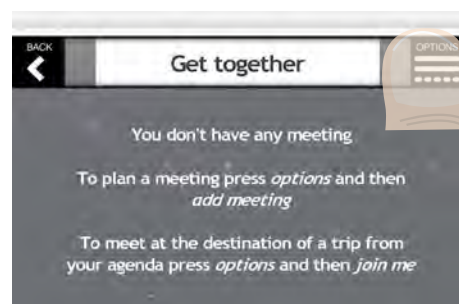 BACK
Get together
OPTIONS
You don't have any meeting
To plan a meeting press options and then
add meeting
To meet at the destination of a trip from
your agenda press options and then join me